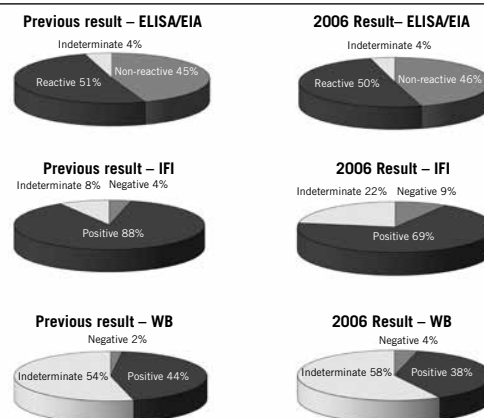 Previous result – ELISA/EIA
Indeterminate 4%
Non-reactive 45%
Reactive 51%
2006 Result– ELISA/EIA
Indeterminate 4%
Non-reactive 46%
Reactive 50%
Previous result – IFI
Indeterminate 8% Negative 4%
Positive 88%
2006 Result – IFI
Indeterminate 22% Negative 9%
Positive 69%
Previous result – WB
Negative 2%
Indeterminate 54% Positive 44%
2006 Result – WB
Negative 4%
Indeterminate 58% Positive 38%